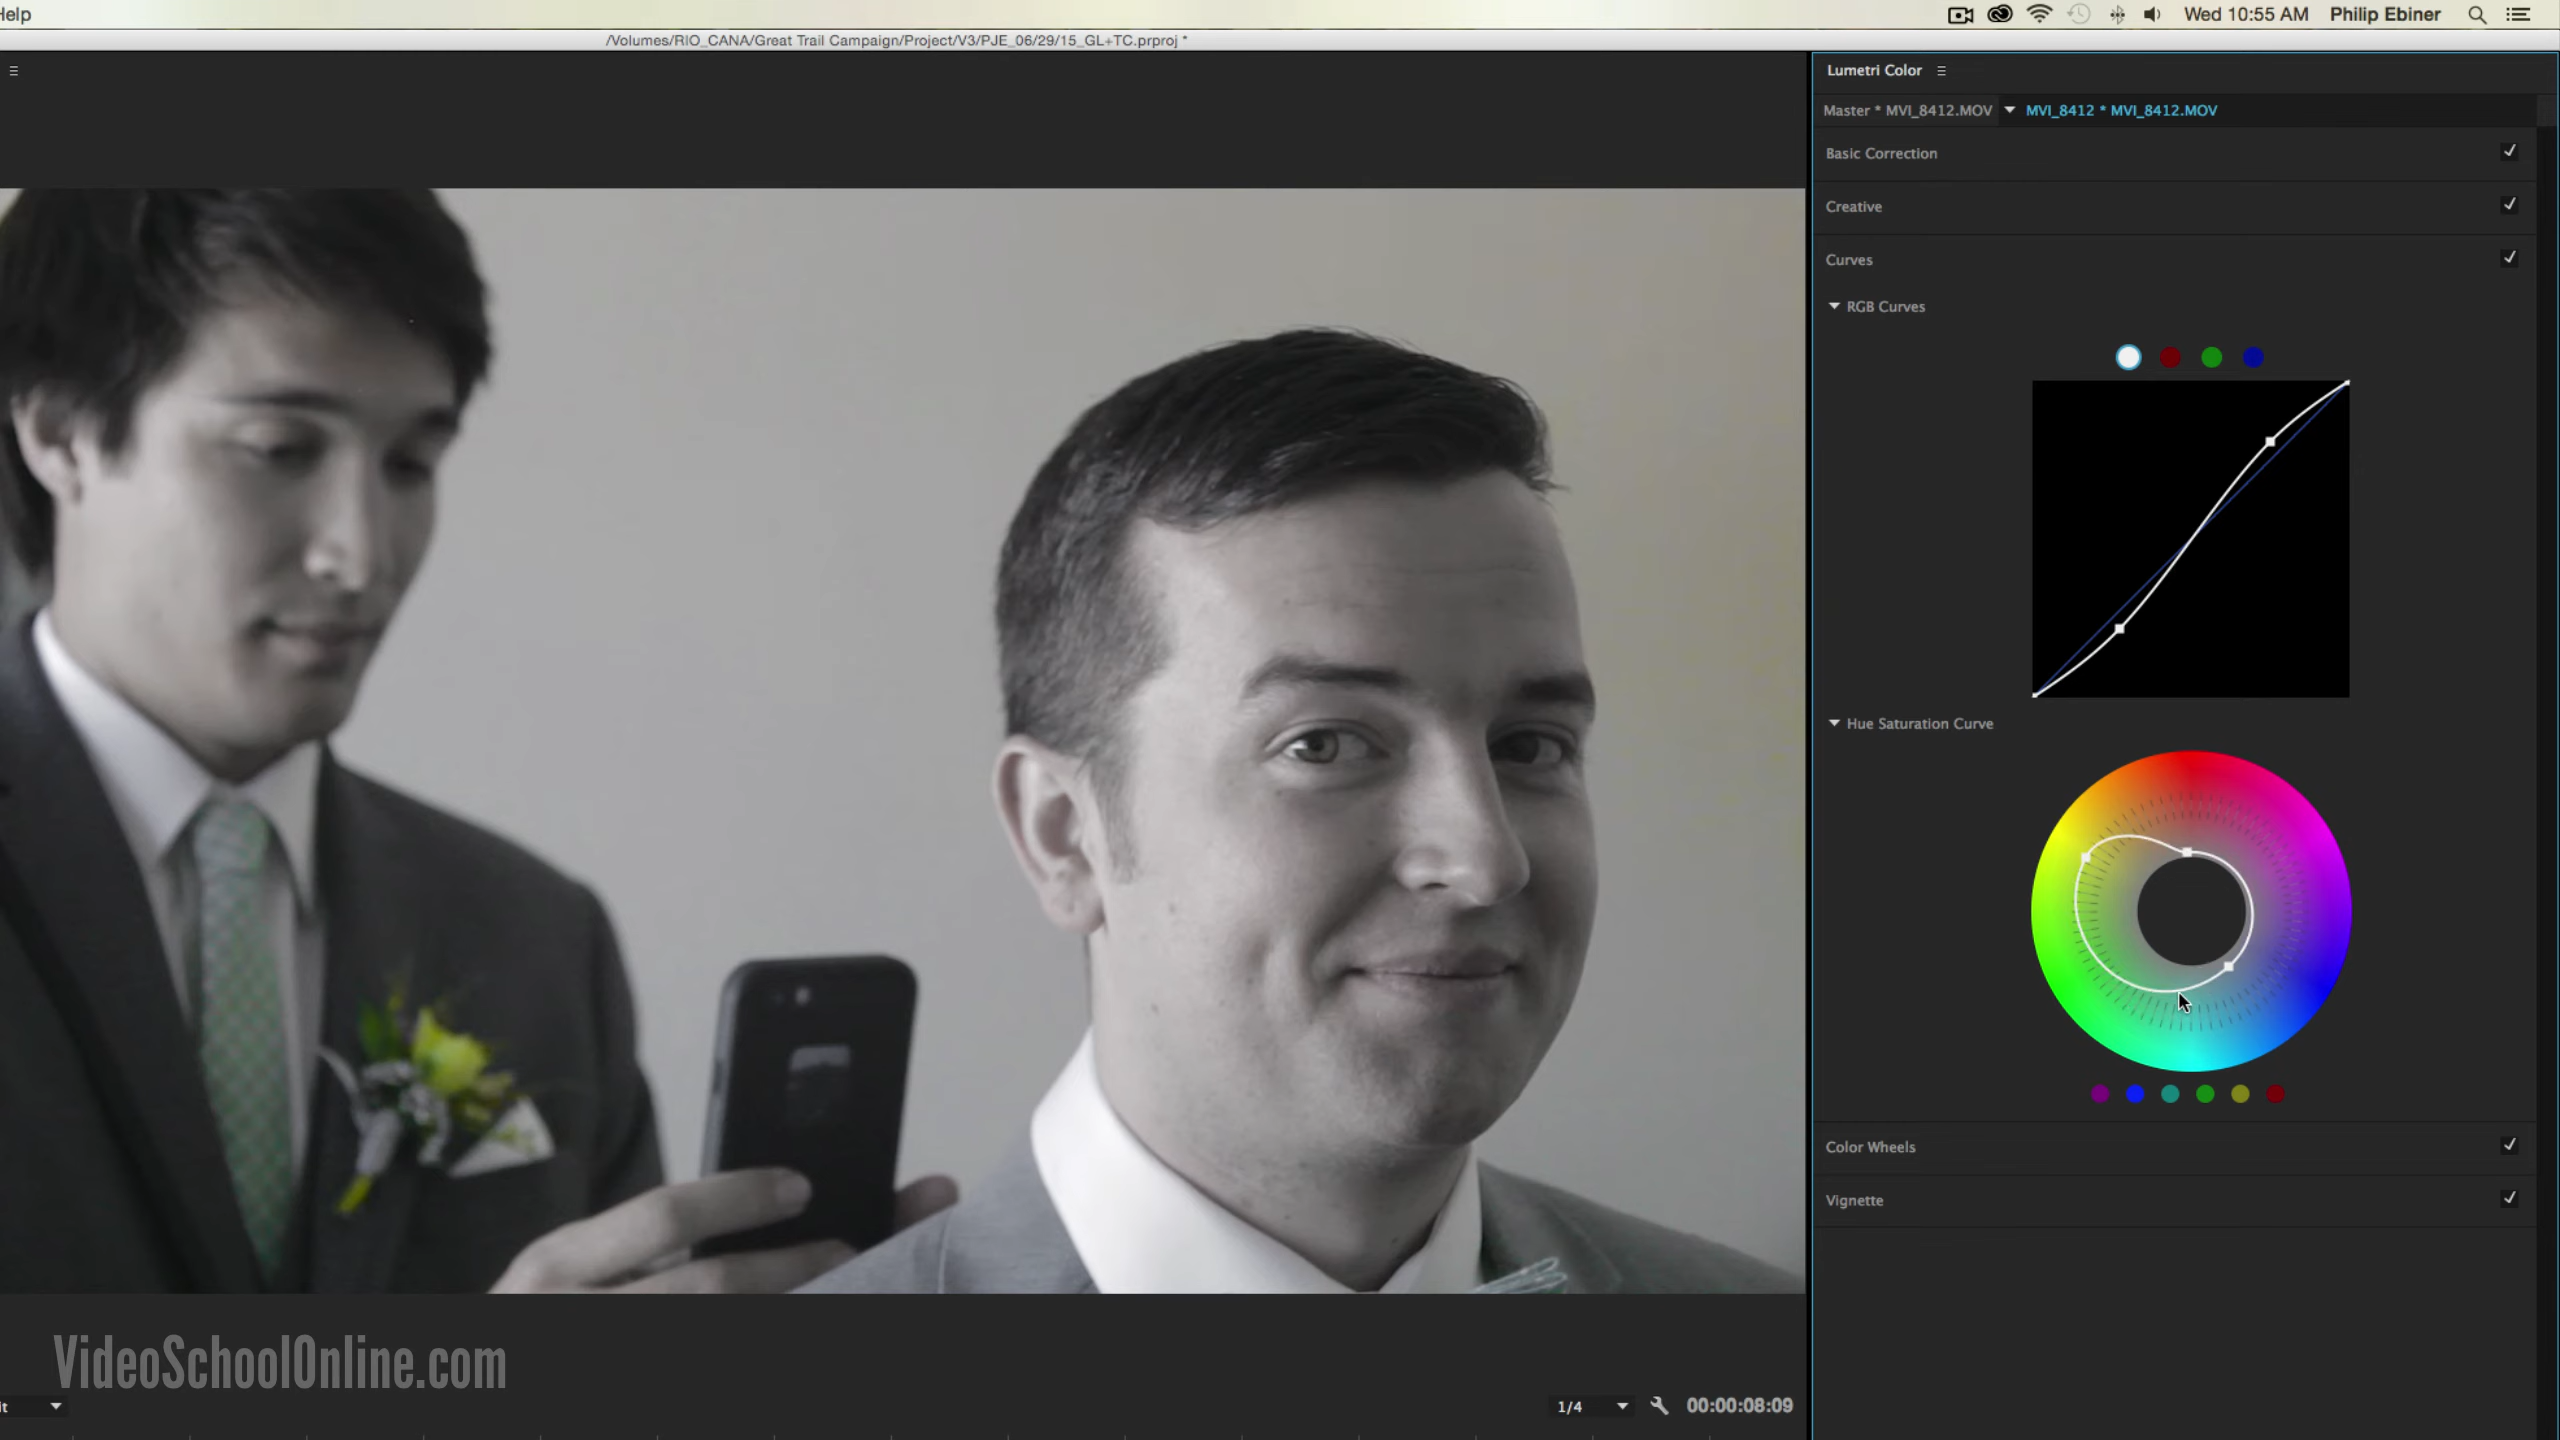 Help
Wed 10:55 AM Philip Ebiner
/Volumes/RIO_CANA/Great Trail Campaign/Project/V3/PJE_06/29/15_GL+TC.prproj *
Lumetri Color
Master * MVI_8412.MOV MVI_8412 * MVI_8412.MOV
Basic Correction
Creative
Curves
RGB Curves
Hue Saturation Curve
Color Wheels
Vignette
VideoSchoolOnline.com
it 1/4 00:00:08:09